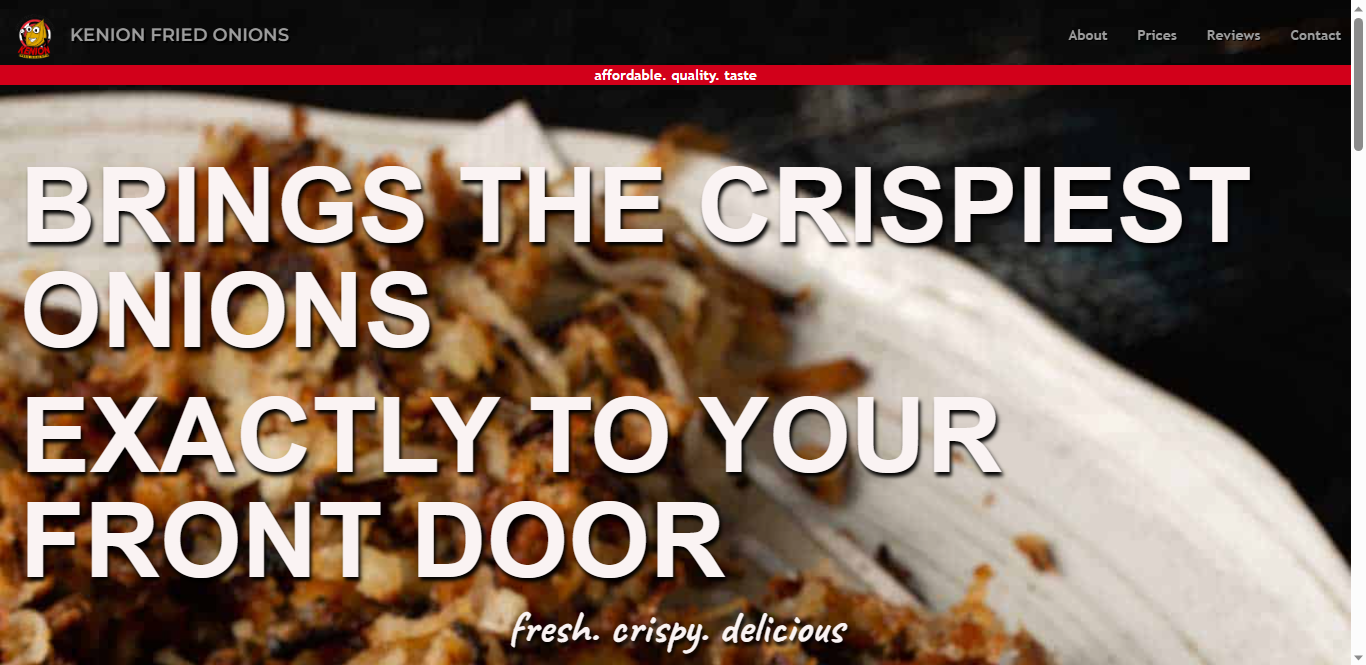 KENION
KENION FRIED ONIONS
About
Prices
Reviews
Contact
affordable. quality. taste
BRINGS THE CRISPIEST
ONIONS
EXACTLY TO YOUR
FRONT DOOR
fresh. crispy. delicious